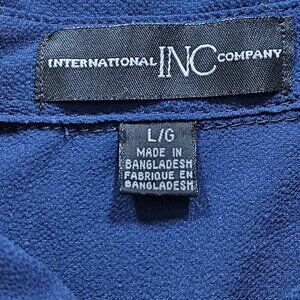 INTERNATIONAL INC COMPANY
L/G
MADE IN
BANGLADESH
FABRIQUE EN
BANGLADESH